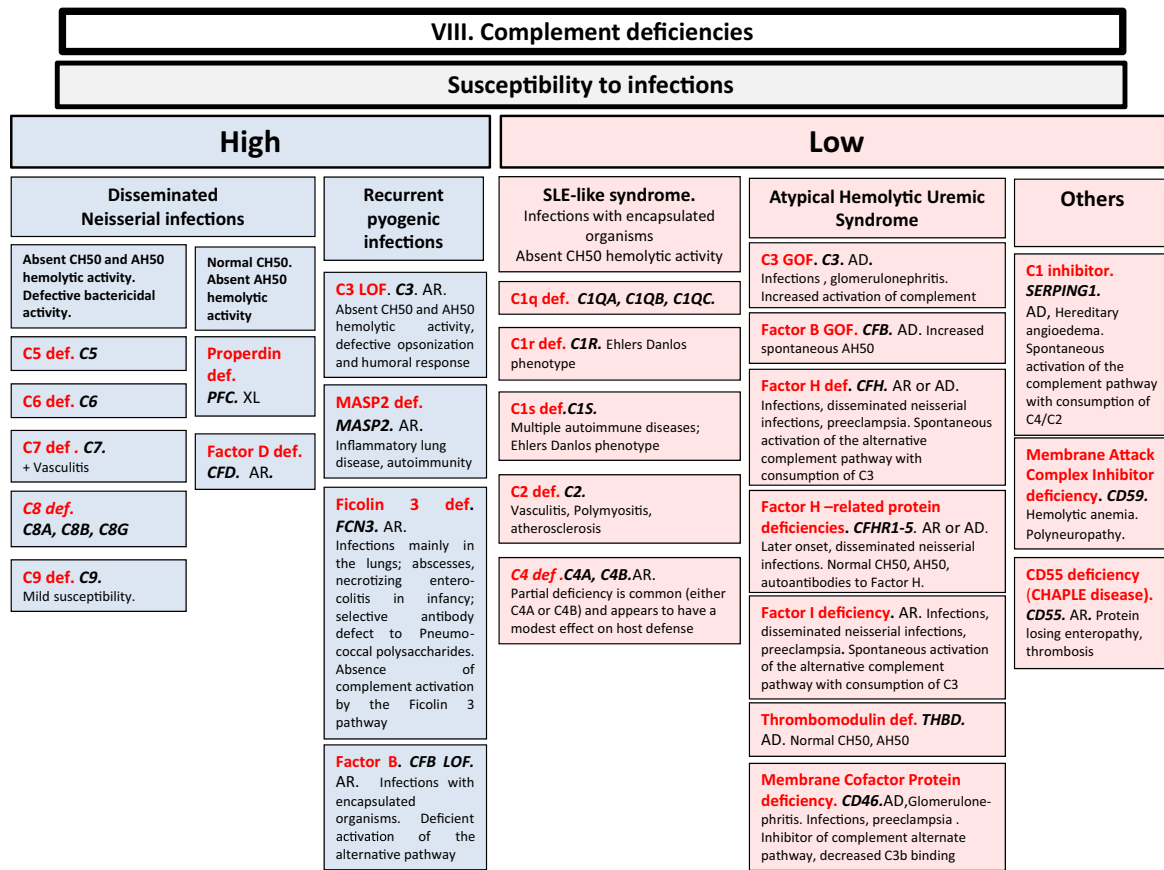 VIII. Complement deficiencies
Susceptibility to infections
High
Disseminated
Neisserial infections
Absent CH50 and AH50
hemolytic activity.
Defective bactericidal
activity.
C5 def. C5
C6 def. C6
C7 def . C7.
+ Vasculitis
C8 def.
C8A, C8B, C8G
C9 def. C9.
Mild susceptibility.
Normal CH50.
Absent AH50
hemolytic
activity
Properdin
def.
PFC. XL
Factor D def.
CFD. AR.
Recurrent
pyogenic
infections
C3 LOF. C3. AR.
Absent CH50 and AH50
hemolytic activity,
defective opsonization
and humoral response
MASP2 def.
MASP2. AR.
Inflammatory lung
disease, autoimmunity
Ficolin 3 def.
FCN3. AR.
Infections mainly in
the lungs; abscesses,
necrotizing entero-
colitis in infancy;
selective antibody
defect to Pneumo-
coccal polysaccharides.
Absence of
complement activation
by the Ficolin 3
pathway
Factor B. CFB LOF.
AR. Infections with
encapsulated
organisms. Deficient
activation of the
alternative pathway
Low
SLE-like syndrome.
Infections with encapsulated
organisms
Absent CH50 hemolytic activity
C1q def. C1QA, C1QB, C1QC.
C1r def. C1R. Ehlers Danlos
phenotype
C1s def.C1S.
Multiple autoimmune diseases;
Ehlers Danlos phenotype
C2 def. C2.
Vasculitis, Polymyositis,
atherosclerosis
C4 def .C4A, C4B.AR.
Partial deficiency is common (either
C4A or C4B) and appears to have a
modest effect on host defense
Atypical Hemolytic Uremic
Syndrome
C3 GOF. C3. AD.
Infections , glomerulonephritis.
Increased activation of complement
Factor B GOF. CFB. AD. Increased
spontaneous AH50
Factor H def. CFH. AR or AD.
Infections, disseminated neisserial
infections, preeclampsia. Spontaneous
activation of the alternative
complement pathway with
consumption of C3
Factor H –related protein
deficiencies. CFHR1-5. AR or AD.
Later onset, disseminated neisserial
infections. Normal CH50, AH50,
autoantibodies to Factor H.
Factor I deficiency. AR. Infections,
disseminated neisserial infections,
preeclampsia. Spontaneous activation
of the alternative complement
pathway with consumption of C3
Thrombomodulin def. THBD.
AD. Normal CH50, AH50
Membrane Cofactor Protein
deficiency. CD46.AD,Glomerulone-
phritis. Infections, preeclampsia .
Inhibitor of complement alternate
pathway, decreased C3b binding
Others
C1 inhibitor.
SERPING1.
AD, Hereditary
angioedema.
Spontaneous
activation of the
complement pathway
with consumption of
C4/C2
Membrane Attack
Complex Inhibitor
deficiency. CD59.
Hemolytic anemia.
Polyneuropathy.
CD55 deficiency
(CHAPLE disease).
CD55. AR. Protein
losing enteropathy,
thrombosis